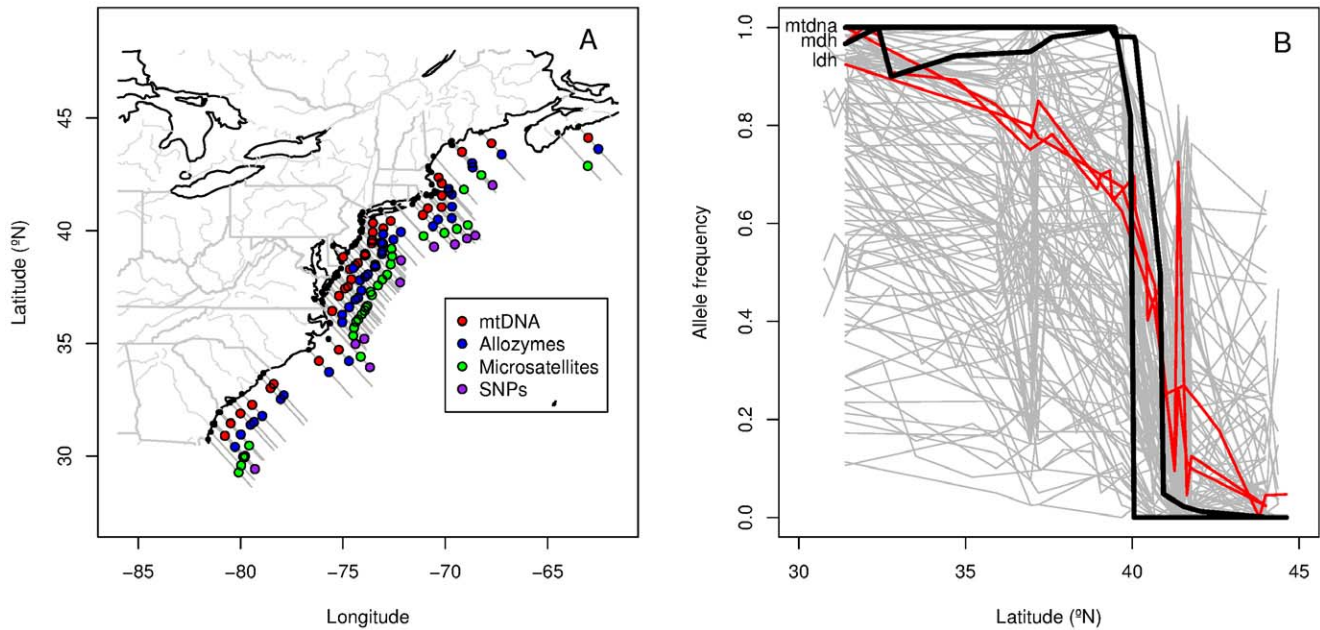 A
45
40
35
30
Latitude (ºN)
mtDNA
Allozymes
Microsatellites
SNPs
−85
−80
−75
−70
−65
Longitude
B
mtdna
mdh
ldh
1.0
0.8
0.6
0.4
0.2
0.0
Allele frequency
30
35
40
45
Latitude (ºN)